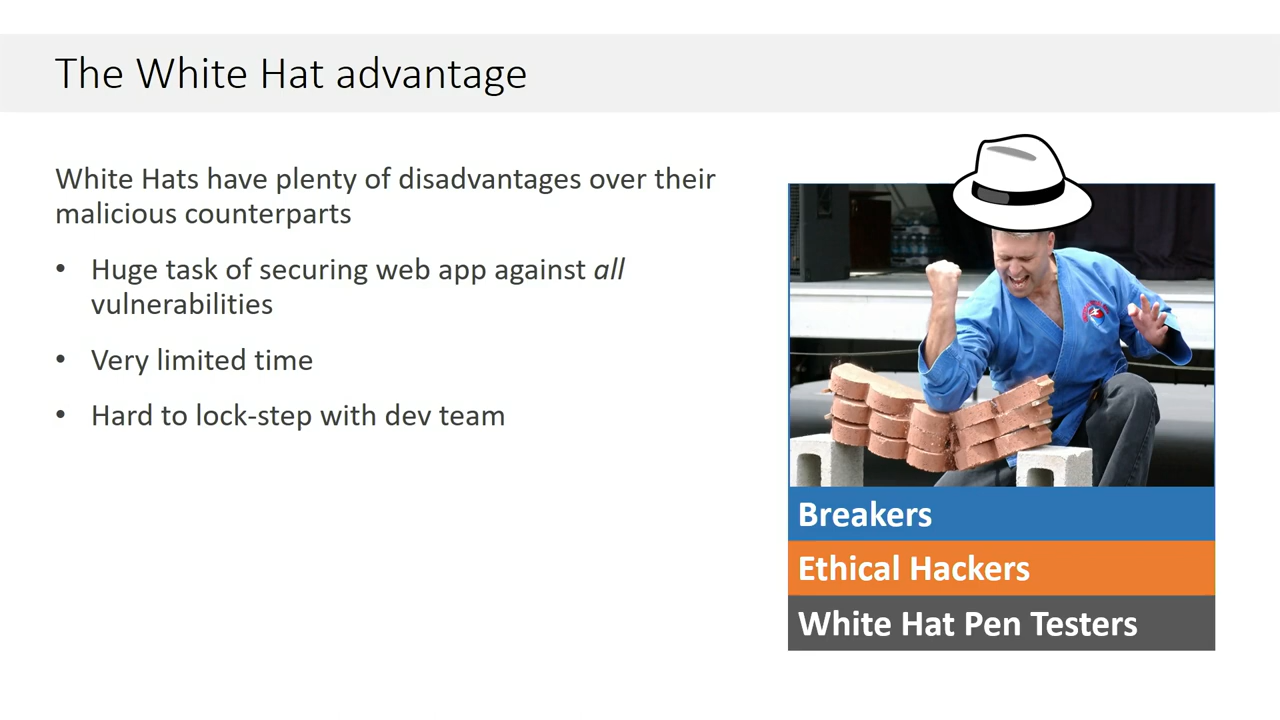 The White Hat advantage
White Hats have plenty of disadvantages over their
malicious counterparts
• Huge task of securing web app against all
vulnerabilities
• Very limited time
• Hard to lock-step with dev team
Breakers
Ethical Hackers
White Hat Pen Testers